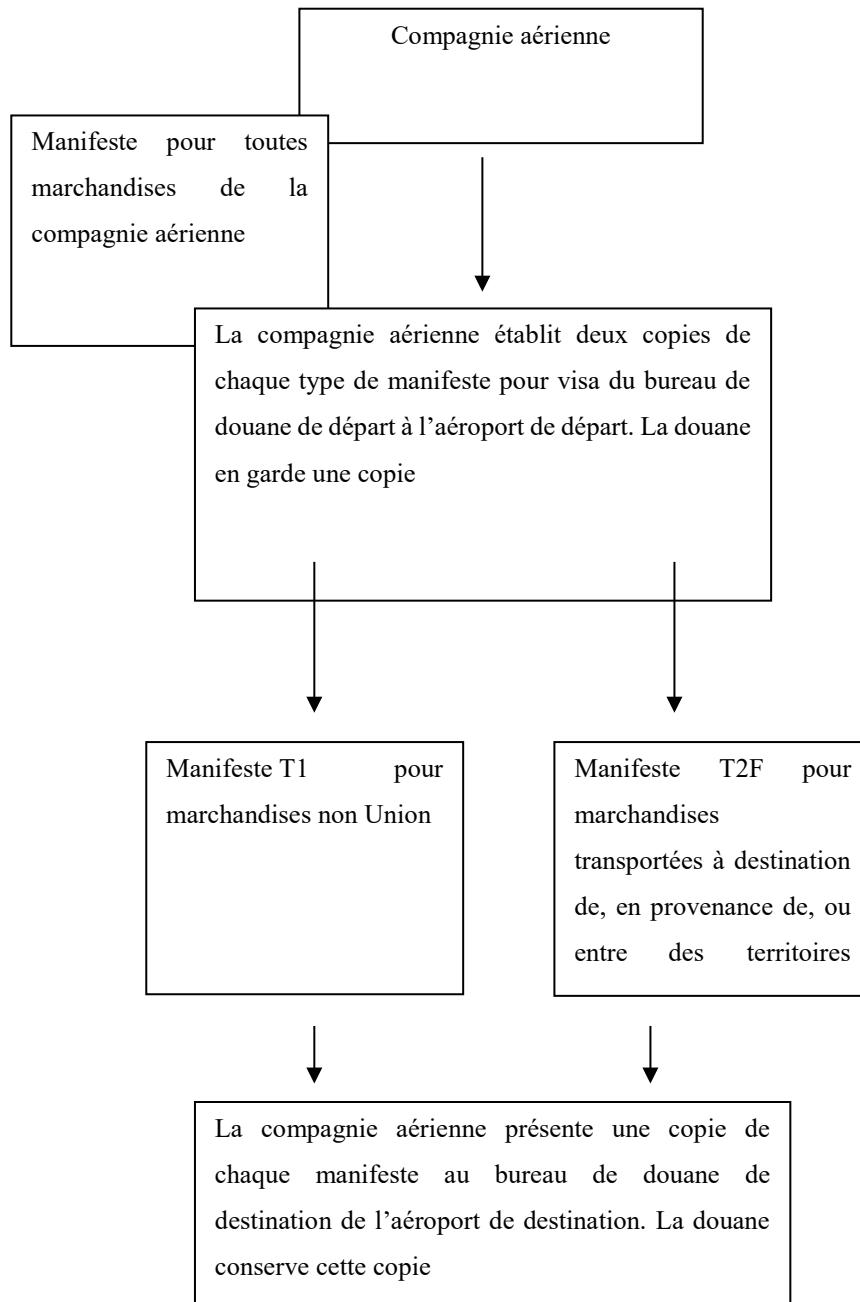 Compagnie aérienne
Manifeste pour toutes
marchandises de la
compagnie aérienne
La compagnie aérienne établit deux copies de
chaque type de manifeste pour visa du bureau de
douane de départ à l’aéroport de départ. La douane
en garde une copie
Manifeste T1 pour
marchandises non Union
Manifeste T2F pour
marchandises
transportées à destination
de, en provenance de, ou
entre des territoires
La compagnie aérienne présente une copie de
chaque manifeste au bureau de douane de
destination de l’aéroport de destination. La douane
conserve cette copie